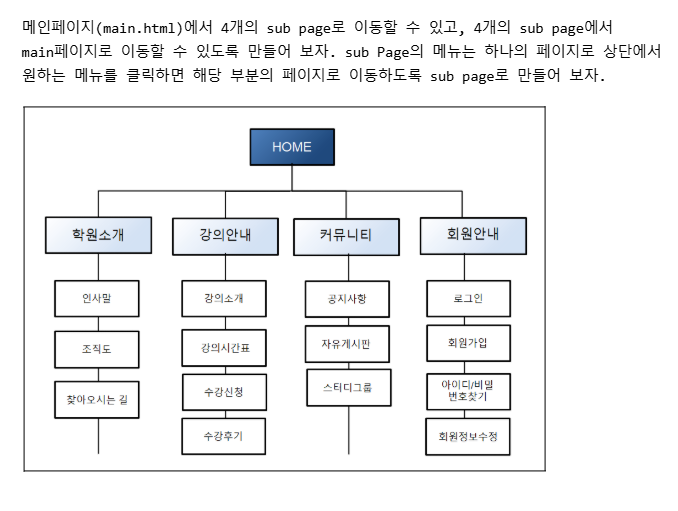 메인페이지(main.html)에서 4개의 sub page로 이동할 수 있고, 4개의 sub page에서
main페이지로 이동할 수 있도록 만들어 보자. sub Page의 메뉴는 하나의 페이지로 상단에서
원하는 메뉴를 클릭하면 해당 부분의 페이지로 이동하도록 sub page로 만들어 보자.
HOME
학원소개
강의안내
커뮤니티
회원안내
인사말
강의소개
공지사항
로그인
조직도
강의시간표
자유게시판
회원가입
찾아오시는 길
수강신청
스티디그룹
아이디/비밀
번호찾기
수강후기
회원정보수정